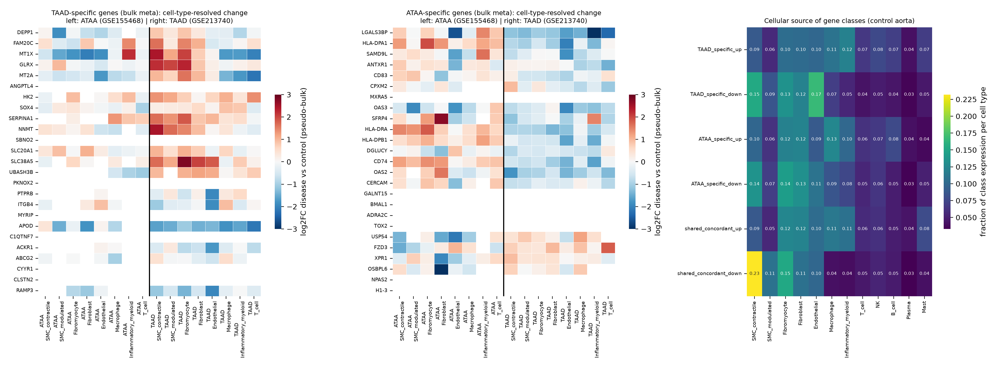 TAAD-specific genes (bulk meta): cell-type-resolved change
left: ATAA (GSE155468) | right: TAAD (GSE213740)
DEPP1
FAM20C
MT1X
GLRX
MT2A
ANGPTL4
HK2
SOX4
SERPINA1
NNMT
SBNO2
SLC20A1
SLC38A5
UBASH3B
PKNOX2
PTPRB
ITGB4
MYRIP
APOD
C1QTNF7
ACKR1
ABCG2
CYYR1
CLSTN2
RAMP3
ATAA
SMC_contractile
ATAA
SMC_modulated
ATAA
Fibromyocyte
ATAA
Fibroblast
ATAA
Endothelial
ATAA
Macrophage
ATAA
Inflammatory_myeloid
ATAA
T_cell
TAAD
SMC_contractile
TAAD
SMC_modulated
TAAD
Fibromyocyte
TAAD
Fibroblast
TAAD
Endothelial
TAAD
Macrophage
TAAD
Inflammatory_myeloid
TAAD
T_cell
3
2
1
0
−1
−2
−3
log2FC disease vs control (pseudo-bulk)
ATAA-specific genes (bulk meta): cell-type-resolved change
left: ATAA (GSE155468) | right: TAAD (GSE213740)
LGALS3BP
HLA-DPA1
SAMD9L
ANTXR1
CD83
CPXM2
MXRA5
OAS3
SFRP4
HLA-DRA
HLA-DPB1
DGLUCY
CD74
OAS2
CERCAM
GALNT15
BMAL1
ADRA2C
TOX2
USP54
FZD3
XPR1
OSBPL6
NPAS2
H1-3
ATAA
SMC_contractile
ATAA
SMC_modulated
ATAA
Fibromyocyte
ATAA
Fibroblast
ATAA
Endothelial
ATAA
Macrophage
ATAA
Inflammatory_myeloid
ATAA
T_cell
TAAD
SMC_contractile
TAAD
SMC_modulated
TAAD
Fibromyocyte
TAAD
Fibroblast
TAAD
Endothelial
TAAD
Macrophage
TAAD
Inflammatory_myeloid
TAAD
T_cell
3
2
1
0
−1
−2
−3
log2FC disease vs control (pseudo-bulk)
Cellular source of gene classes (control aorta)
TAAD_specific_up 0.09 0.06 0.10 0.10 0.10 0.11 0.12 0.07 0.08 0.07 0.04 0.07
TAAD_specific_down 0.15 0.09 0.13 0.12 0.17 0.07 0.05 0.04 0.05 0.04 0.03 0.05
ATAA_specific_up 0.10 0.06 0.12 0.12 0.09 0.13 0.10 0.06 0.07 0.08 0.04 0.04
ATAA_specific_down 0.14 0.07 0.14 0.13 0.11 0.09 0.08 0.05 0.06 0.05 0.03 0.05
shared_concordant_up 0.09 0.05 0.12 0.12 0.10 0.11 0.11 0.06 0.06 0.05 0.04 0.08
shared_concordant_down 0.23 0.11 0.15 0.11 0.10 0.04 0.04 0.05 0.05 0.05 0.03 0.04
SMC_contractile
SMC_modulated
Fibromyocyte
Fibroblast
Endothelial
Macrophage
Inflammatory_myeloid
T_cell
NK
B_cell
Plasma
Mast
0.225
0.200
0.175
0.150
0.125
0.100
0.075
0.050
fraction of class expression per cell type